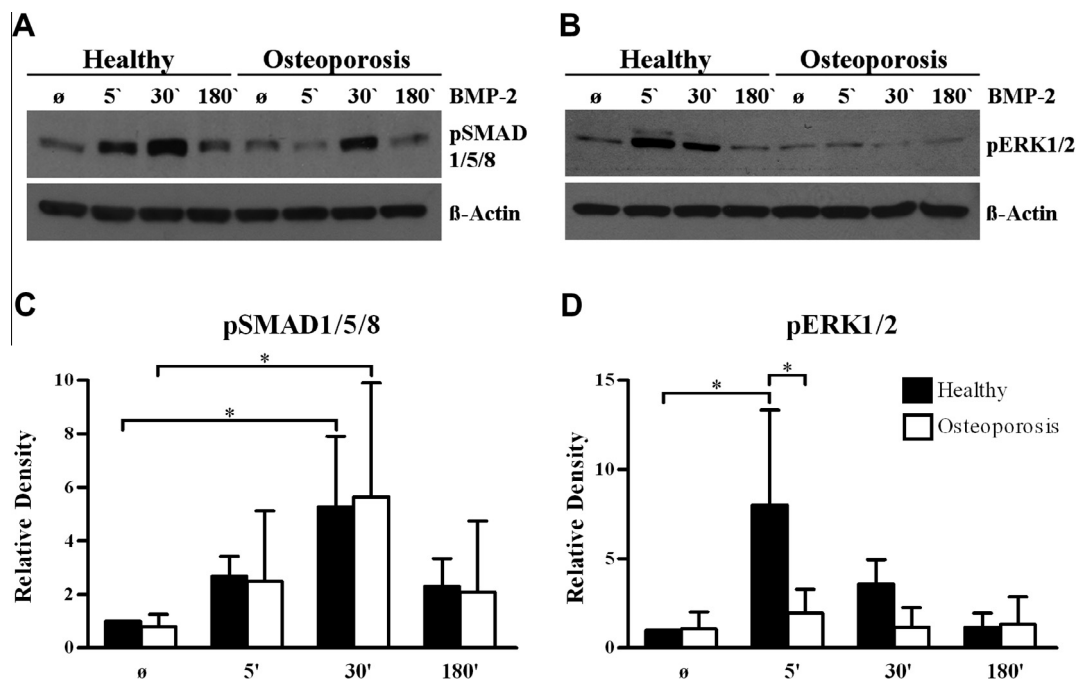 A
Healthy Osteoporosis
ø 5` 30` 180` ø 5` 30` 180` BMP-2
pSMAD
1/5/8
ß-Actin
B
Healthy Osteoporosis
ø 5` 30` 180` ø 5` 30` 180` BMP-2
pERK1/2
ß-Actin
C
pSMAD1/5/8
Relative Density
10
8
6
4
2
0
*
*
ø 5' 30' 180'
D
pERK1/2
Relative Density
15
10
5
0
*
*
Healthy
Osteoporosis
ø 5' 30' 180'